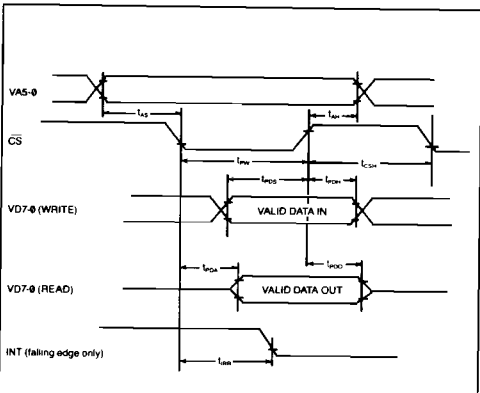 VA5-0
tAS
tAH
CS
tPW
tCSH
tPDS
tPDH
VD7-0 (WRITE)
VALID DATA IN
tPDA
tPDD
VD7-0 (READ)
VALID DATA OUT
INT (falling edge only)
tIRR